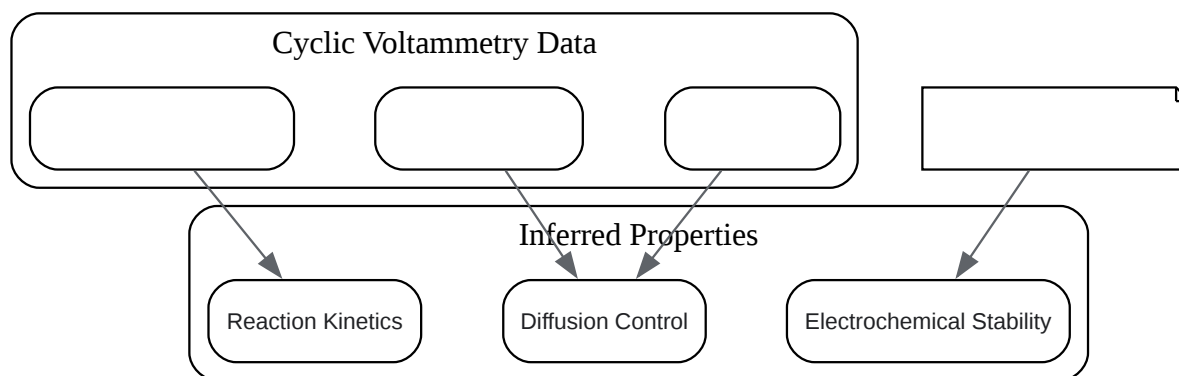 Cyclic Voltammetry Data
Inferred Properties
Reaction Kinetics
Diffusion Control
Electrochemical Stability